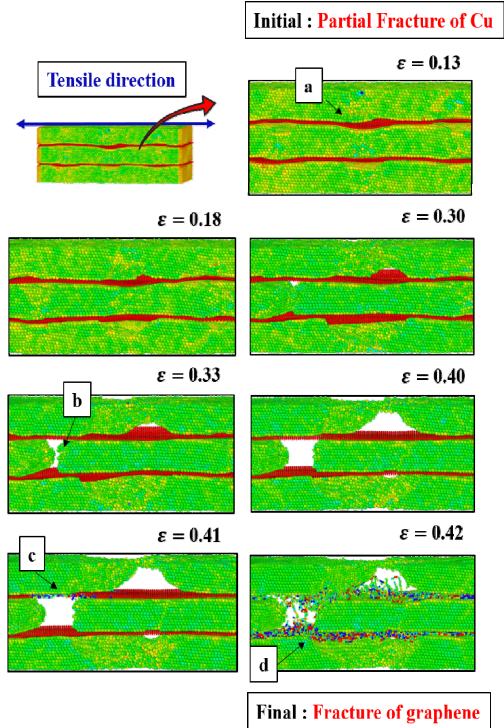 Initial : Partial Fracture of Cu
Tensile direction
ε = 0.13
a
ε = 0.18
ε = 0.30
ε = 0.33
b
ε = 0.40
ε = 0.41
c
ε = 0.42
d
Final : Fracture of graphene